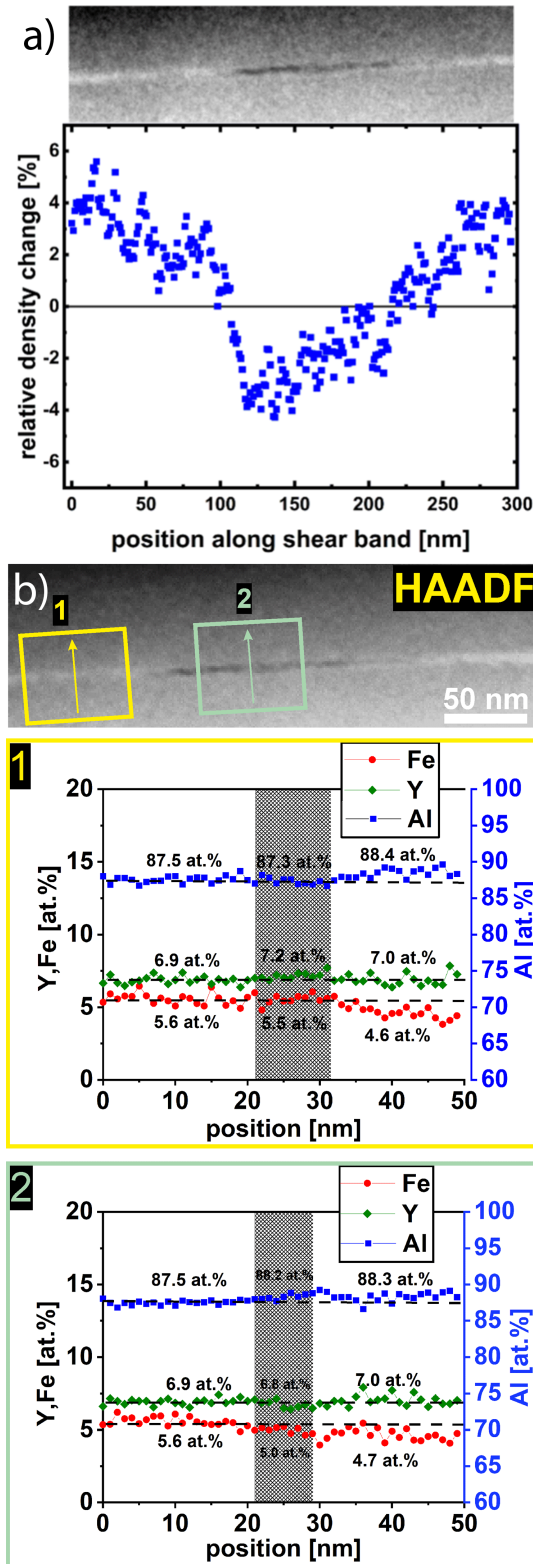 a)
6
4
2
0
-2
-4
-6
relative density change [%]
0 50 100 150 200 250 300
position along shear band [nm]
b)
1
2
HAADF
50 nm
1
Fe
Y
Al
20
15
10
5
0
Y,Fe [at.%]
100
95
90
85
80
75
70
65
60
Al [at.%]
87.5 at.% 87.3 at.% 88.4 at.%
6.9 at.% 7.2 at.% 7.0 at.%
5.6 at.% 5.5 at.% 4.6 at.%
0 10 20 30 40 50
position [nm]
2
Fe
Y
Al
20
15
10
5
0
Y,Fe [at.%]
100
95
90
85
80
75
70
65
60
Al [at.%]
87.5 at.% 88.2 at.% 88.3 at.%
6.9 at.% 6.8 at.% 7.0 at.%
5.6 at.% 5.0 at.% 4.7 at.%
0 10 20 30 40 50
position [nm]